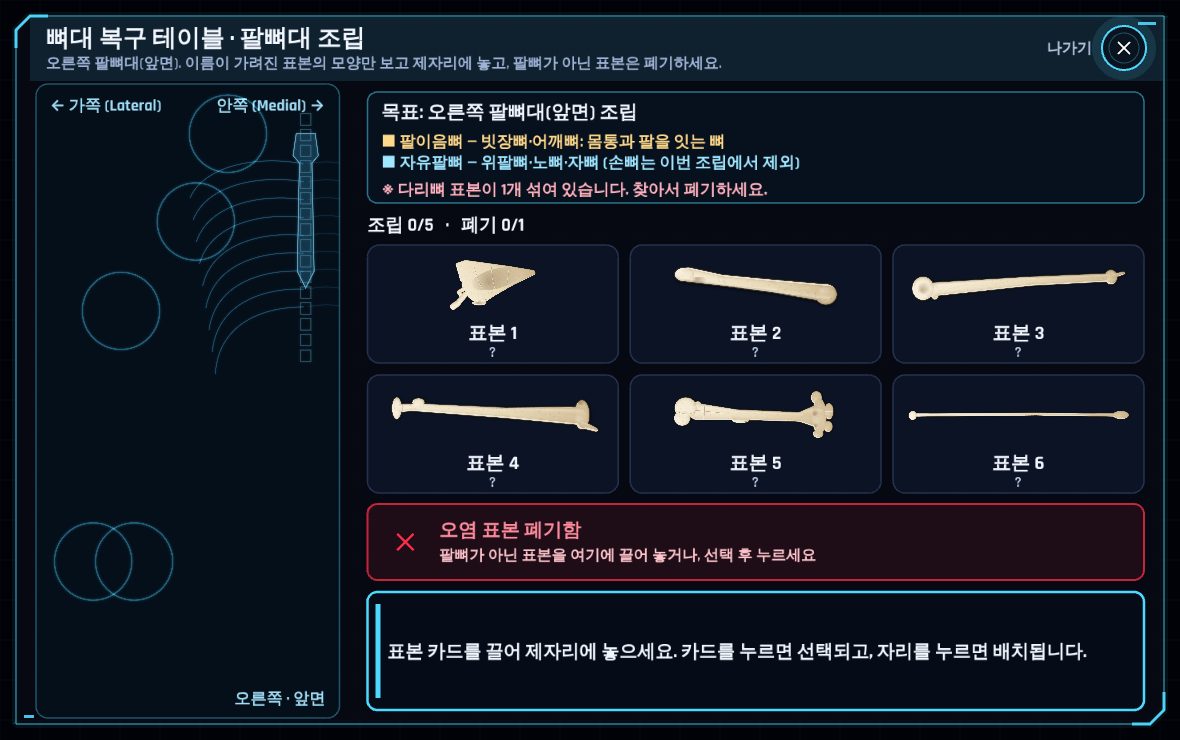 뼈대 복구 테이블 · 팔뼈대 조립
오른쪽 팔뼈대(앞면). 이름이 가려진 표본의 모양만 보고 제자리에 놓고, 팔뼈가 아닌 표본은 폐기하세요.
나가기
← 가쪽 (Lateral)
안쪽 (Medial) →
오른쪽 · 앞면
목표: 오른쪽 팔뼈대(앞면) 조립
■ 팔이음뼈 – 빗장뼈·어깨뼈: 몸통과 팔을 잇는 뼈
■ 자유팔뼈 – 위팔뼈·노뼈·자뼈 (손뼈는 이번 조립에서 제외)
※ 다리뼈 표본이 1개 섞여 있습니다. 찾아서 폐기하세요.
조립 0/5 · 폐기 0/1
표본 1
?
표본 2
?
표본 3
?
표본 4
?
표본 5
?
표본 6
?
오염 표본 폐기함
팔뼈가 아닌 표본을 여기에 끌어 놓거나, 선택 후 누르세요
표본 카드를 끌어 제자리에 놓으세요. 카드를 누르면 선택되고, 자리를 누르면 배치됩니다.